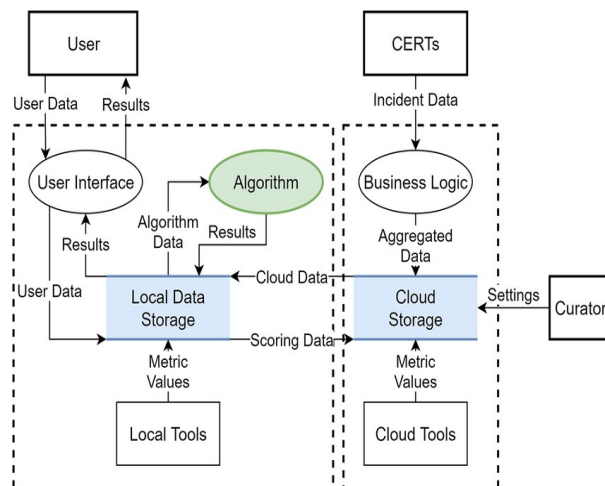 User
CERTs
User Data
Results
Incident Data
User Interface
Algorithm
Business Logic
Algorithm
Data
Results
Results
Aggregated
Data
User Data
Local Data
Storage
Cloud Data
Cloud
Storage
Settings
Curator
Scoring Data
Metric
Values
Metric
Values
Local Tools
Cloud Tools